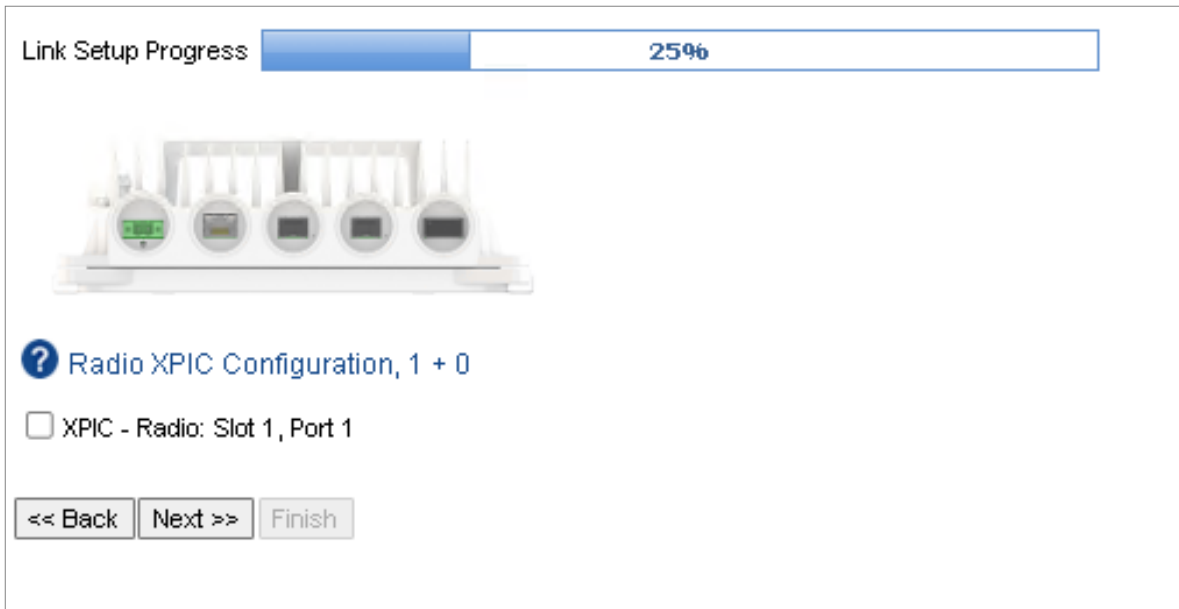 Link Setup Progress 25%
? Radio XPIC Configuration, 1 + 0
XPIC - Radio: Slot 1, Port 1
<< Back Next >> Finish